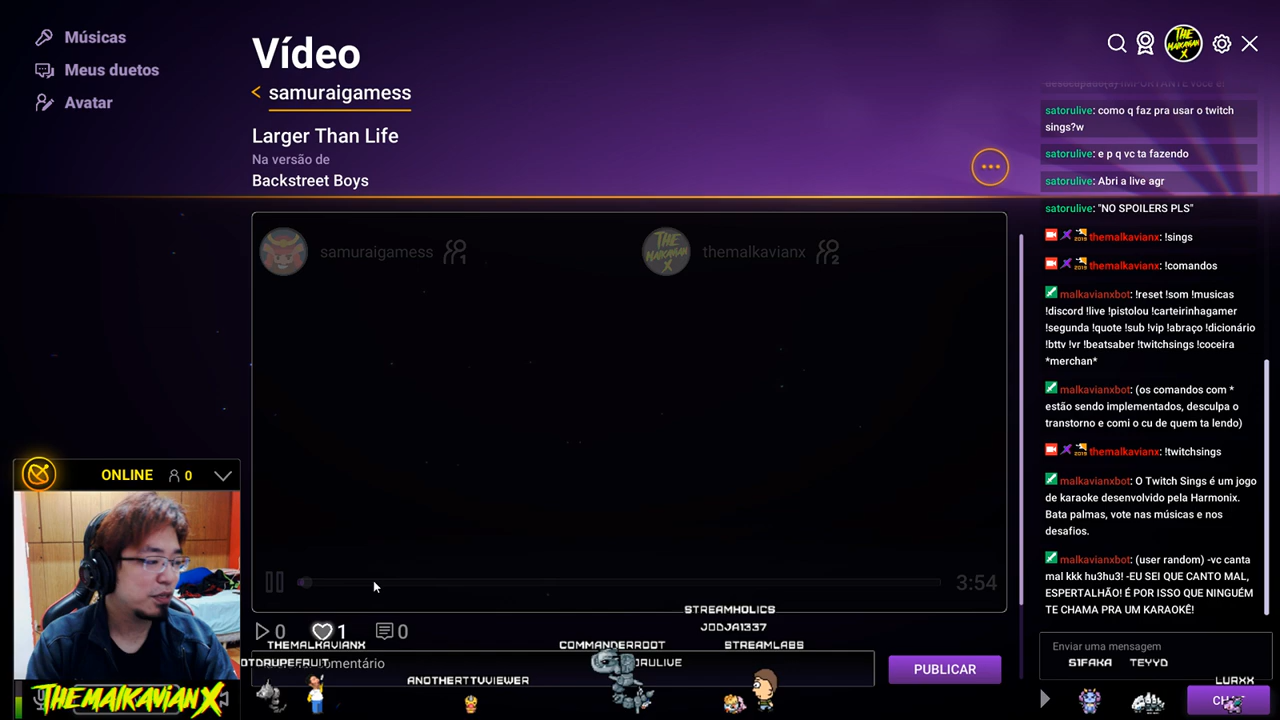 Músicas
Meus duetos
Avatar
Vídeo
< samuraigamess
Larger Than Life
Na versão de
Backstreet Boys
THE
MALKAVIAN
X
samuraigamess
1
THE
MALKAVIAN
X
themalkavianx
2
3:54
0
1
0
comentário
PUBLICAR
satorulive: como q faz pra usar o twitch
sings?w
satorulive: e p q vc ta fazendo
satorulive: Abri a live agr
satorulive: "NO SPOILERS PLS"
themalkavianx: !sings
themalkavianx: !comandos
malkavianxbot: !reset !som !musicas
!discord !live !pistolou !carteirinhagamer
!segunda !quote !sub !vip !abraço !dicionário
!bttv !vr !beatsaber !twitchsings !coceira
*merchan*
malkavianxbot: (os comandos com *
estão sendo implementados, desculpa o
transtorno e comi o cu de quem ta lendo)
themalkavianx: !twitchsings
malkavianxbot: O Twitch Sings é um jogo
de karaoke desenvolvido pela Harmonix.
Bata palmas, vote nas músicas e nos
desafios.
malkavianxbot: (user random) -vc canta
mal kkk hu3hu3! -EU SEI QUE CANTO MAL,
ESPERTALHÃO! É POR ISSO QUE NINGUÉM
TE CHAMA PRA UM KARAOKÊ!
Enviar uma mensagem
ONLINE
0
THEMALKAVIANX
STREAMHOLICS
JODJA1337
THEMALKAVIANX
COMMANDERROOT
STREAMLABS
ANOTHERTTVVIEWER
S1FAKA
TEYYD
LURXX